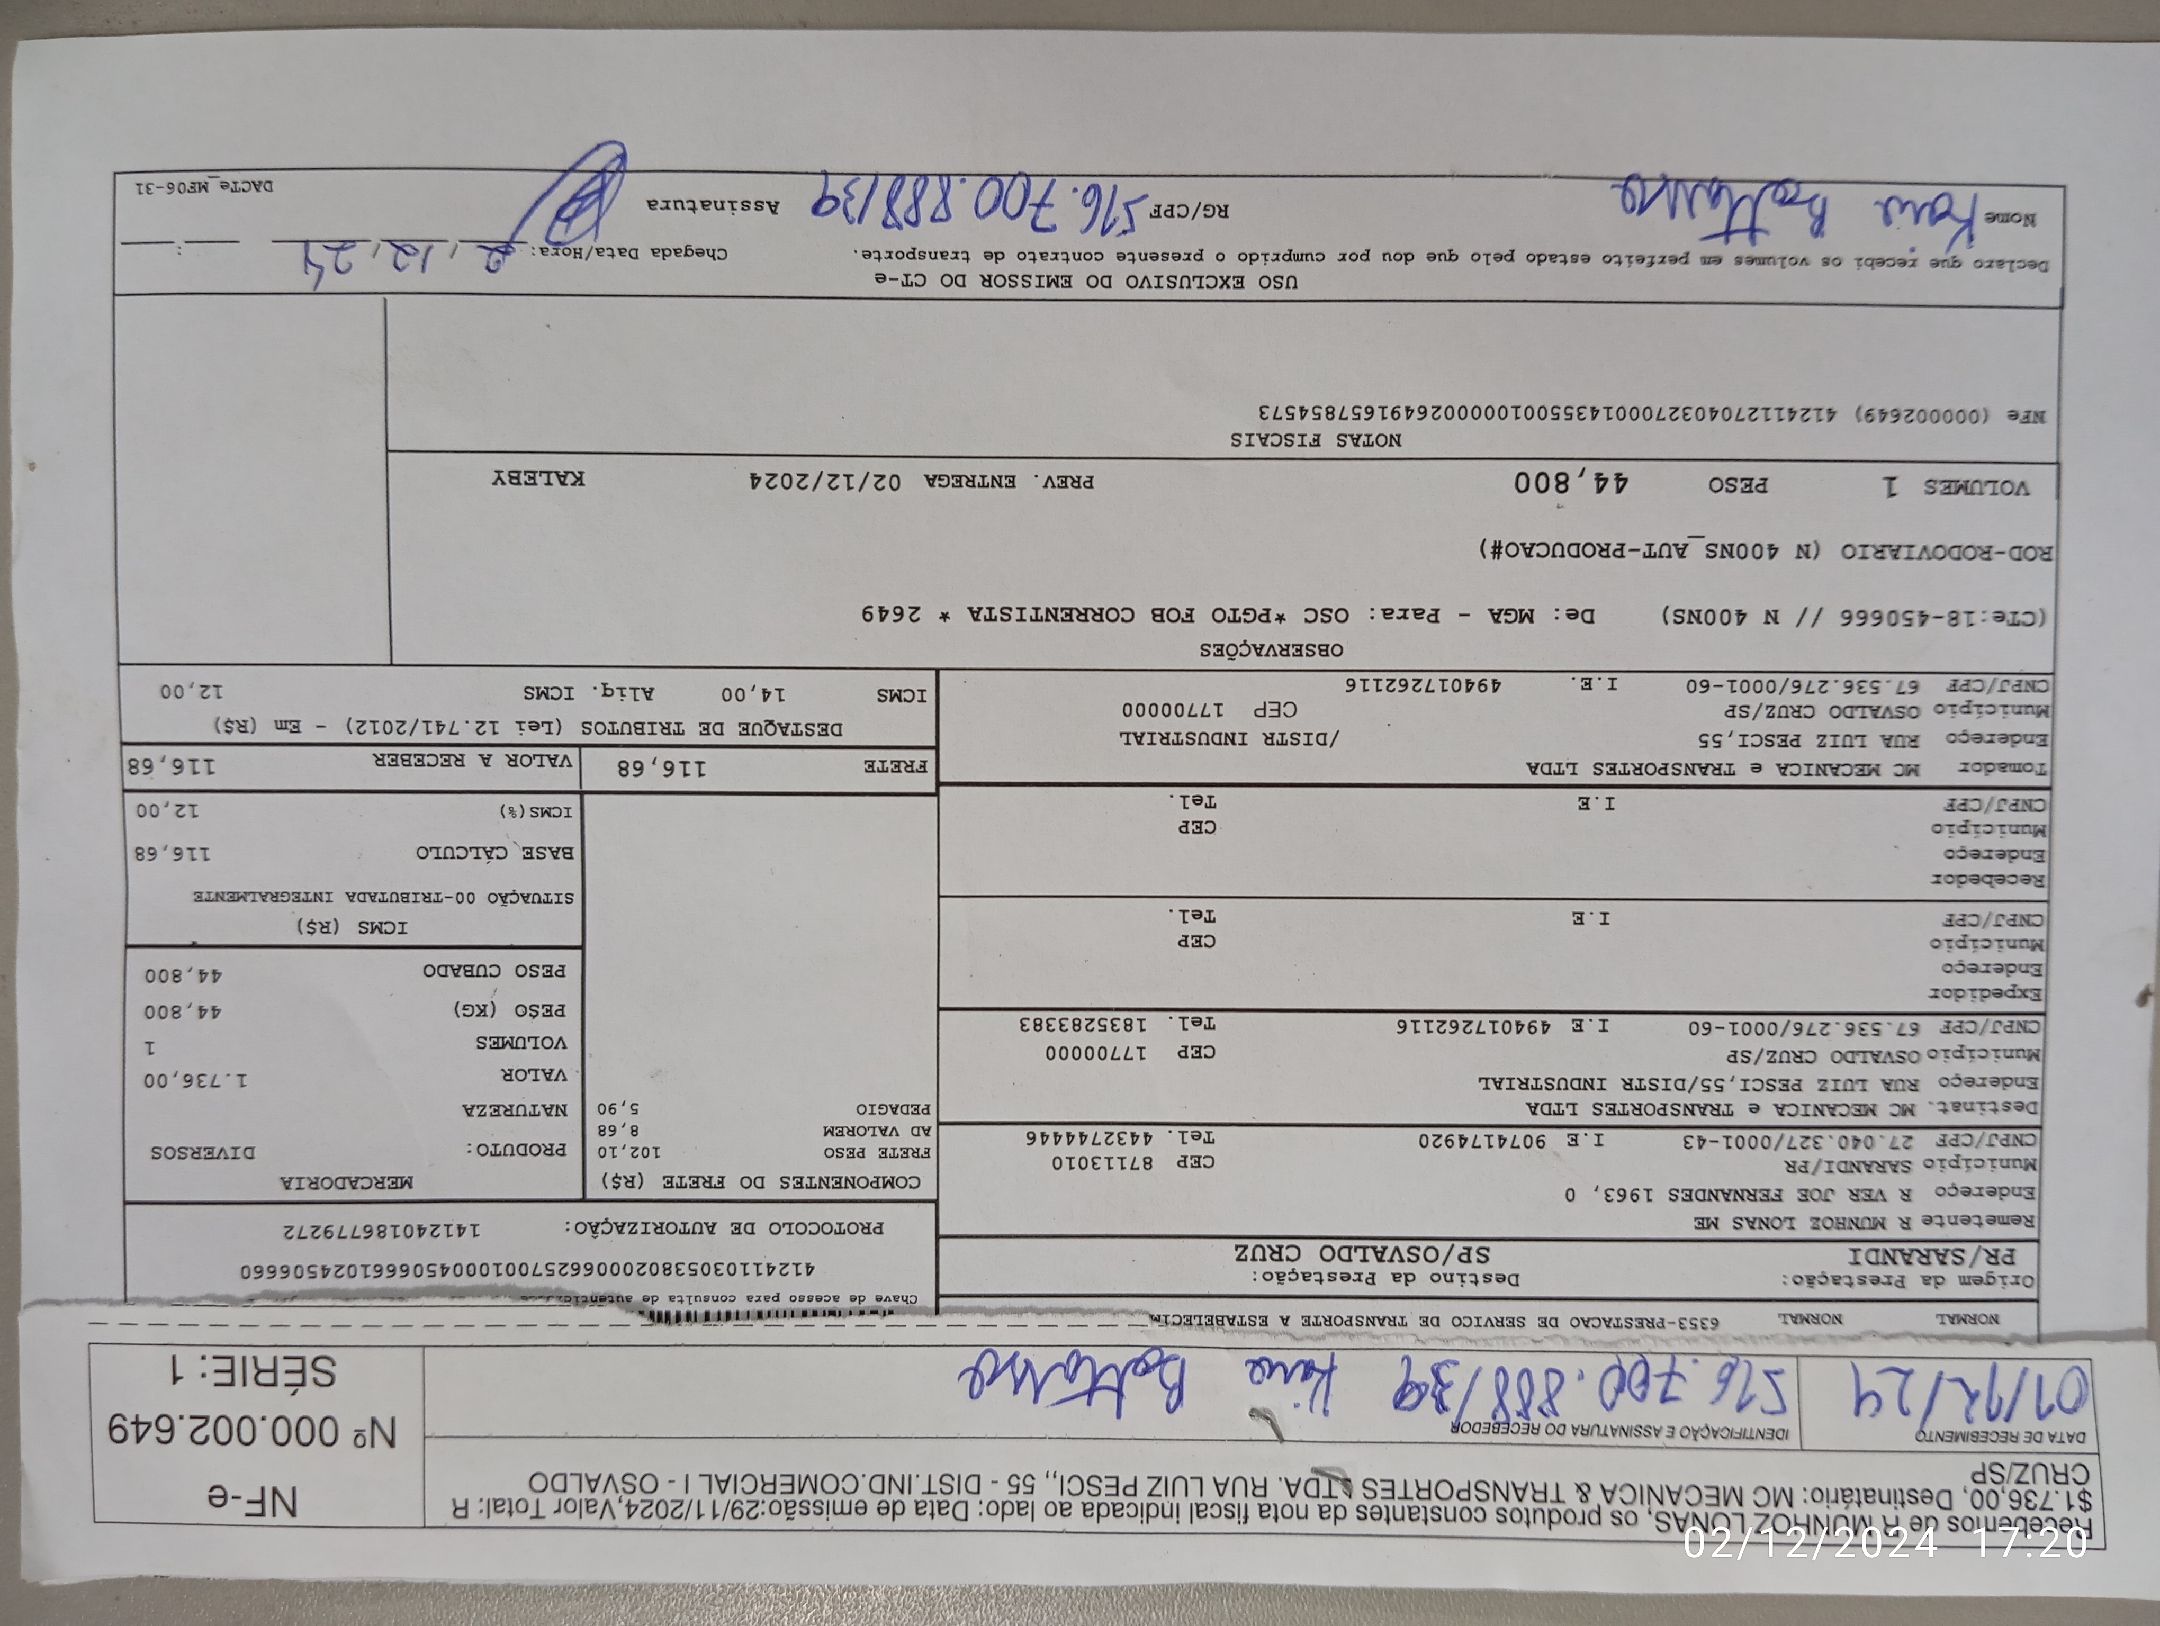 Recebemos de R MUNHOZ LONAS, os produtos constantes da nota fiscal indicada ao lado; Data de emissão:29/11/2024,Valor Total: R
$1.736,00, Destinatário: MC MECANICA & TRANSPORTES LTDA. RUA LUIZ PESCI,, 55 - DIST.IND.COMERCIAL I - OSVALDO
CRUZ/SP
NF-e
Nº 000.002.649
SÉRIE: 1
DATA DE RECEBIMENTO
IDENTIFICAÇÃO E ASSINATURA DO RECEBEDOR
516.700.888/39
NORMAL NORMAL 6353-PRESTACAO DE SERVICO DE TRANSPORTE A ESTABELECIM
Origem da Prestação: Destino da Prestação:
PR/SARANDI SP/OSVALDO CRUZ
Chave de acesso para consulta de
41241103053802000662570010004506661024506660
PROTOCOLO DE AUTORIZAÇÃO: 141240186779272
Remetente R MUNHOZ LONAS ME
Endereço R VER JOE FERNANDES 1963, 0
Município SARANDI/PR CEP 87113010
CNPJ/CPF 27.040.327/0001-43 I.E 9074174920 Tel. 4432744446
Destinat. MC MECANICA e TRANSPORTES LTDA
Endereço RUA LUIZ PESCI,55/DISTR INDUSTRIAL
Município OSVALDO CRUZ/SP CEP 17700000
CNPJ/CPF 67.536.276/0001-60 I.E 494017262116 Tel. 1835283383
Expedidor
Endereço
Município CEP
CNPJ/CPF I.E Tel.
Recebedor
Endereço
Município CEP
CNPJ/CPF I.E Tel.
Tomador MC MECANICA e TRANSPORTES LTDA
Endereço RUA LUIZ PESCI,55 /DISTR INDUSTRIAL
Município OSVALDO CRUZ/SP CEP 17700000
CNPJ/CPF 67.536.276/0001-60 I.E. 494017262116
COMPONENTES DO FRETE (R$)
FRETE PESO 102,10
AD VALOREM 8,68
PEDAGIO 5,90
MERCADORIA
PRODUTO: DIVERSOS
NATUREZA
VALOR 1.736,00
VOLUMES 1
PESO (KG) 44,800
PESO CUBADO 44,800
ICMS (R$)
SITUAÇÃO 00-TRIBUTADA INTEGRALMENTE
BASE CÁLCULO 116,68
ICMS(%) 12,00
FRETE 116,68 VALOR A RECEBER 116,68
DESTAQUE DE TRIBUTOS (Lei 12.741/2012) - Em (R$)
ICMS 14,00 Aliq. ICMS 12,00
OBSERVAÇÕES
(CTe:18-450666 // N 400NS) De: MGA - Para: OSC *PGTO FOB CORRENTISTA * 2649
ROD-RODOVIARIO (N 400NS_AUT-PRODUCAO#)
VOLUMES 1 PESO 44,800 PREV. ENTREGA 02/12/2024 KALEBY
NOTAS FISCAIS
NFe (000002649) 41241127040327000143550010000026491657854573
USO EXCLUSIVO DO EMISSOR DO CT-e
Declaro que recebi os volumes em perfeito estado pelo que dou por cumprido o presente contrato de transporte.
Chegada Data/Hora: 2, 12, 24 :
Nome RG/CPF 516.700.888/39 Assinatura
DACTe_MF06-31
02/12/2024 17:20